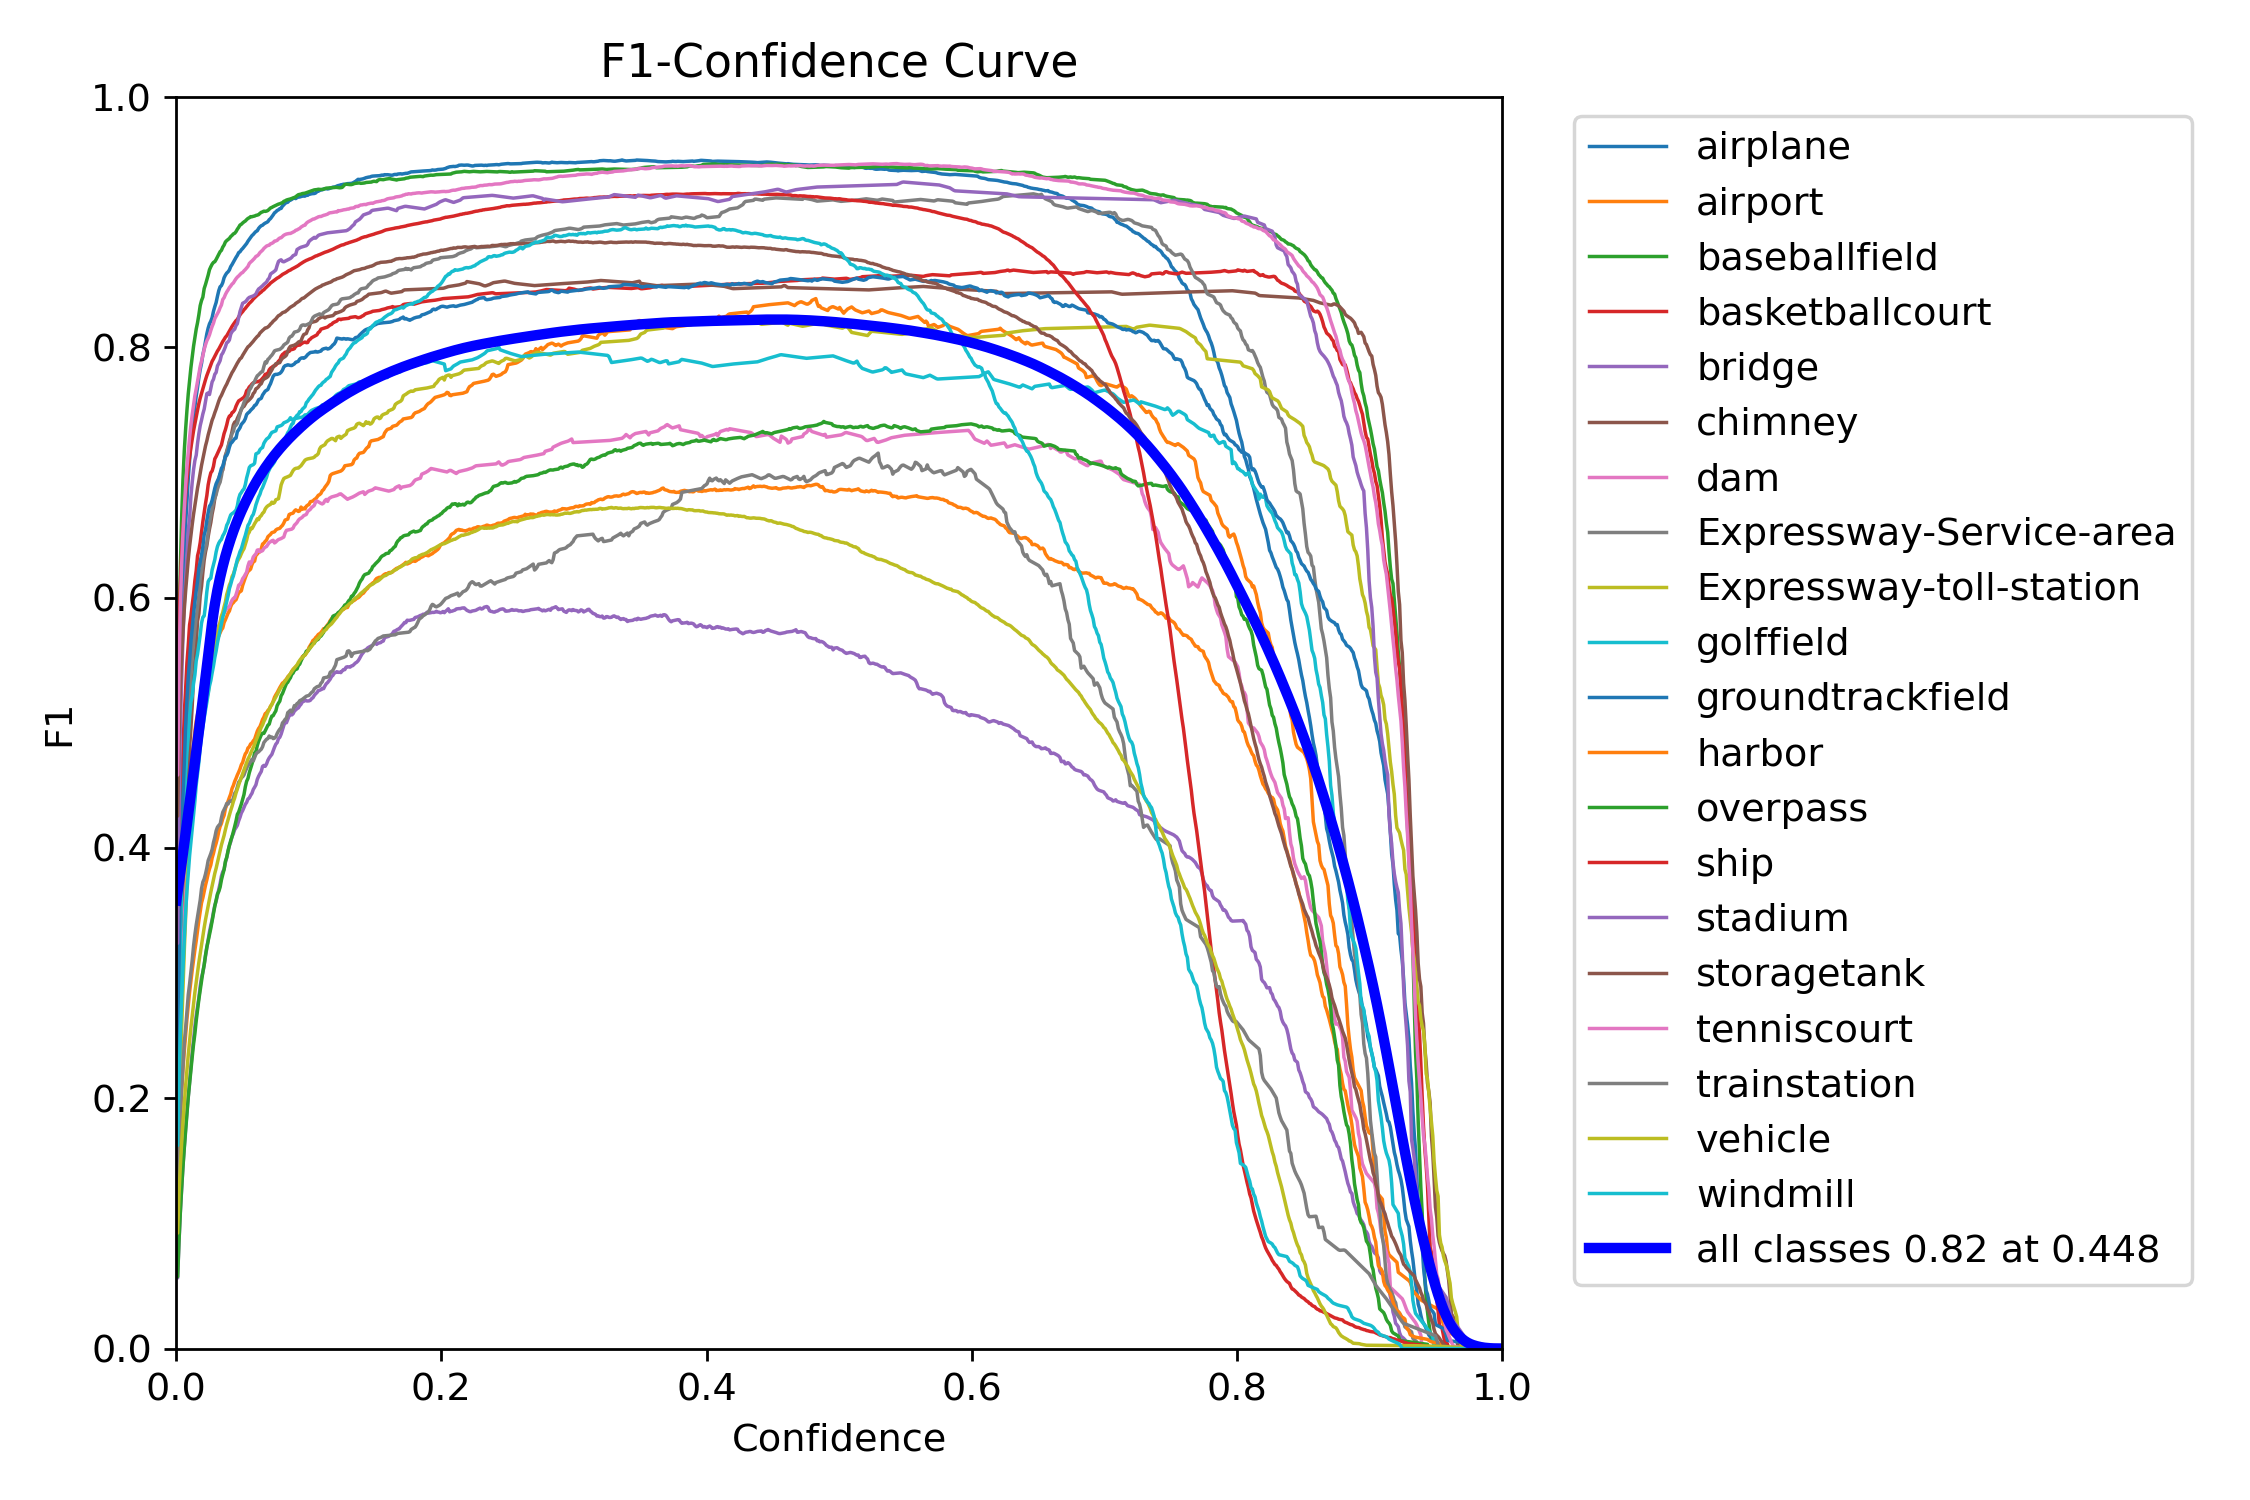 F1-Confidence Curve
1.0
0.8
0.6
0.4
0.2
0.0
F1
0.0 0.2 0.4 0.6 0.8 1.0
Confidence
airplane
airport
baseballfield
basketballcourt
bridge
chimney
dam
Expressway-Service-area
Expressway-toll-station
golffield
groundtrackfield
harbor
overpass
ship
stadium
storagetank
tenniscourt
trainstation
vehicle
windmill
all classes 0.82 at 0.448